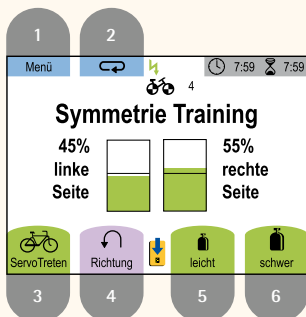 1 2
Menü 7:59 7:59
4
Symmetrie Training
45% 55%
linke rechte
Seite Seite
ServoTreten Richtung leicht schwer
3 4 5 6